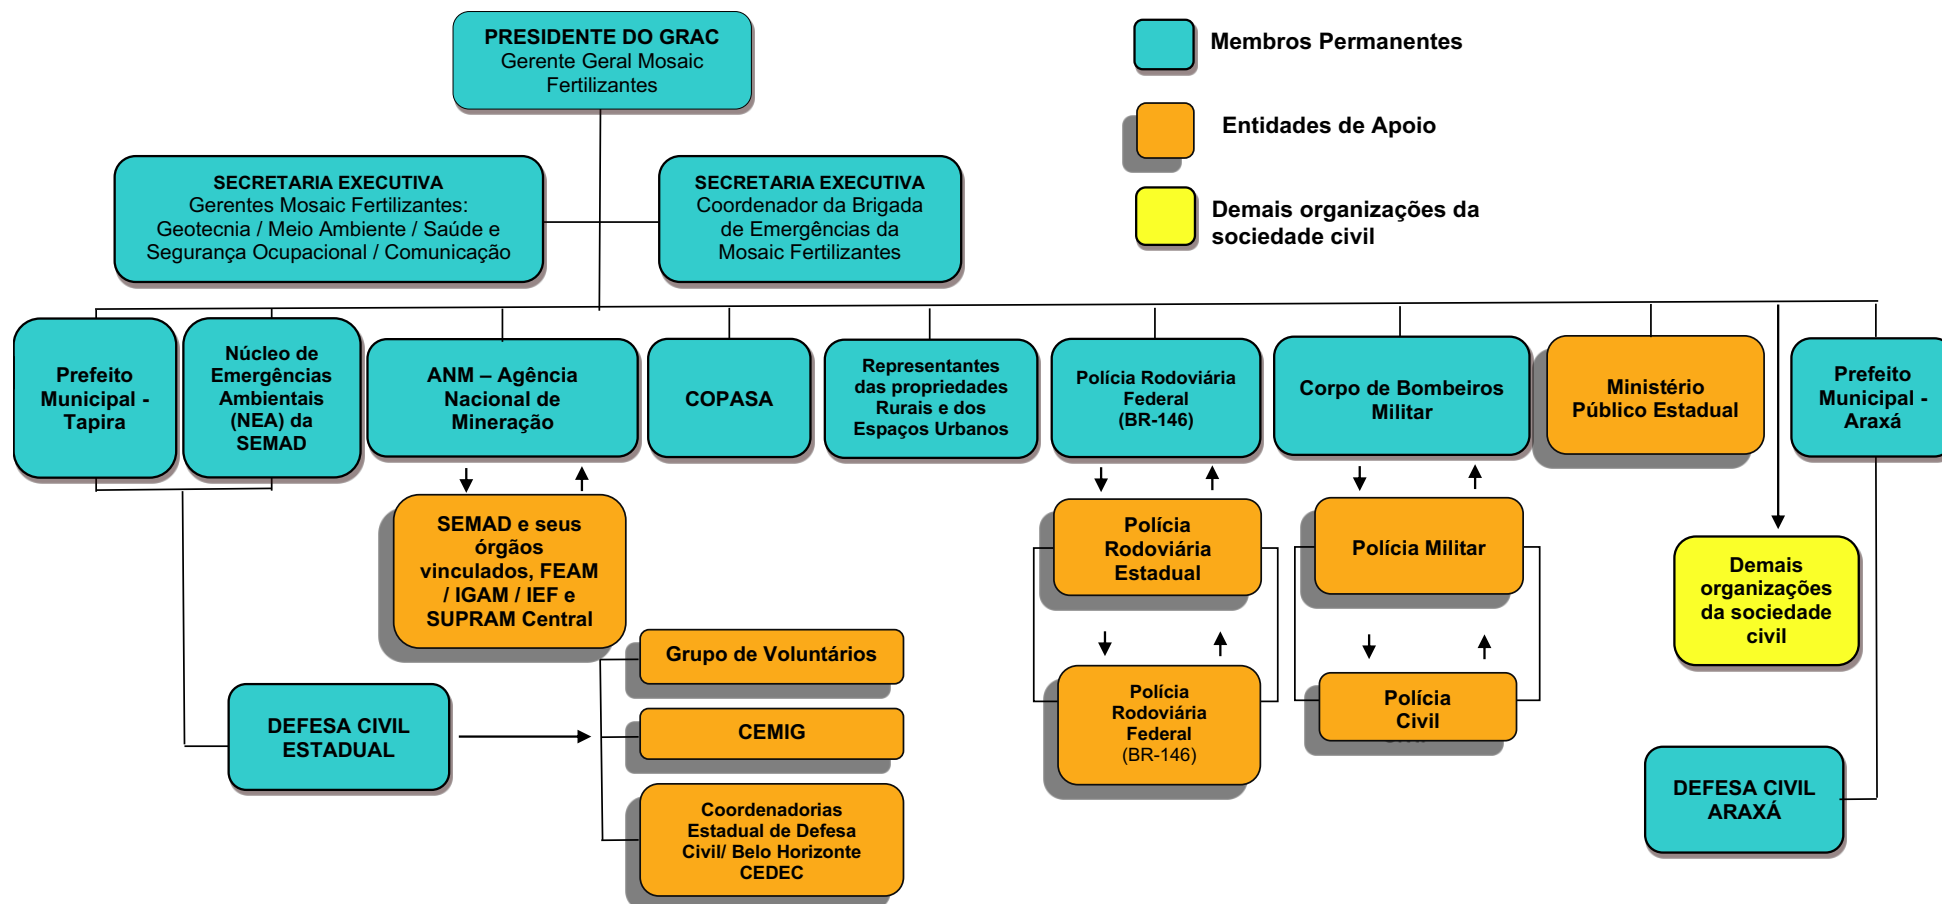 PRESIDENTE DO GRAC
Gerente Geral Mosaic
Fertilizantes
Membros Permanentes
Entidades de Apoio
Demais organizações da
sociedade civil
SECRETARIA EXECUTIVA
Gerentes Mosaic Fertilizantes:
Geotecnia / Meio Ambiente / Saúde e
Segurança Ocupacional / Comunicação
SECRETARIA EXECUTIVA
Coordenador da Brigada
de Emergências da
Mosaic Fertilizantes
Prefeito
Municipal -
Tapira
Núcleo de
Emergências
Ambientais
(NEA) da
SEMAD
ANM – Agência
Nacional de
Mineração
COPASA
Representantes
das propriedades
Rurais e dos
Espaços Urbanos
Polícia Rodoviária
Federal
(BR-146)
Corpo de Bombeiros
Militar
Ministério
Público Estadual
Prefeito
Municipal -
Araxá
SEMAD e seus
órgãos
vinculados, FEAM
/ IGAM / IEF e
SUPRAM Central
Polícia
Rodoviária
Estadual
Polícia Militar
Demais
organizações
da sociedade
civil
Grupo de Voluntários
CEMIG
Coordenadorias
Estadual de Defesa
Civil/ Belo Horizonte
CEDEC
Polícia
Rodoviária
Federal
(BR-146)
Polícia
Civil
DEFESA CIVIL
ESTADUAL
DEFESA CIVIL
ARAXÁ